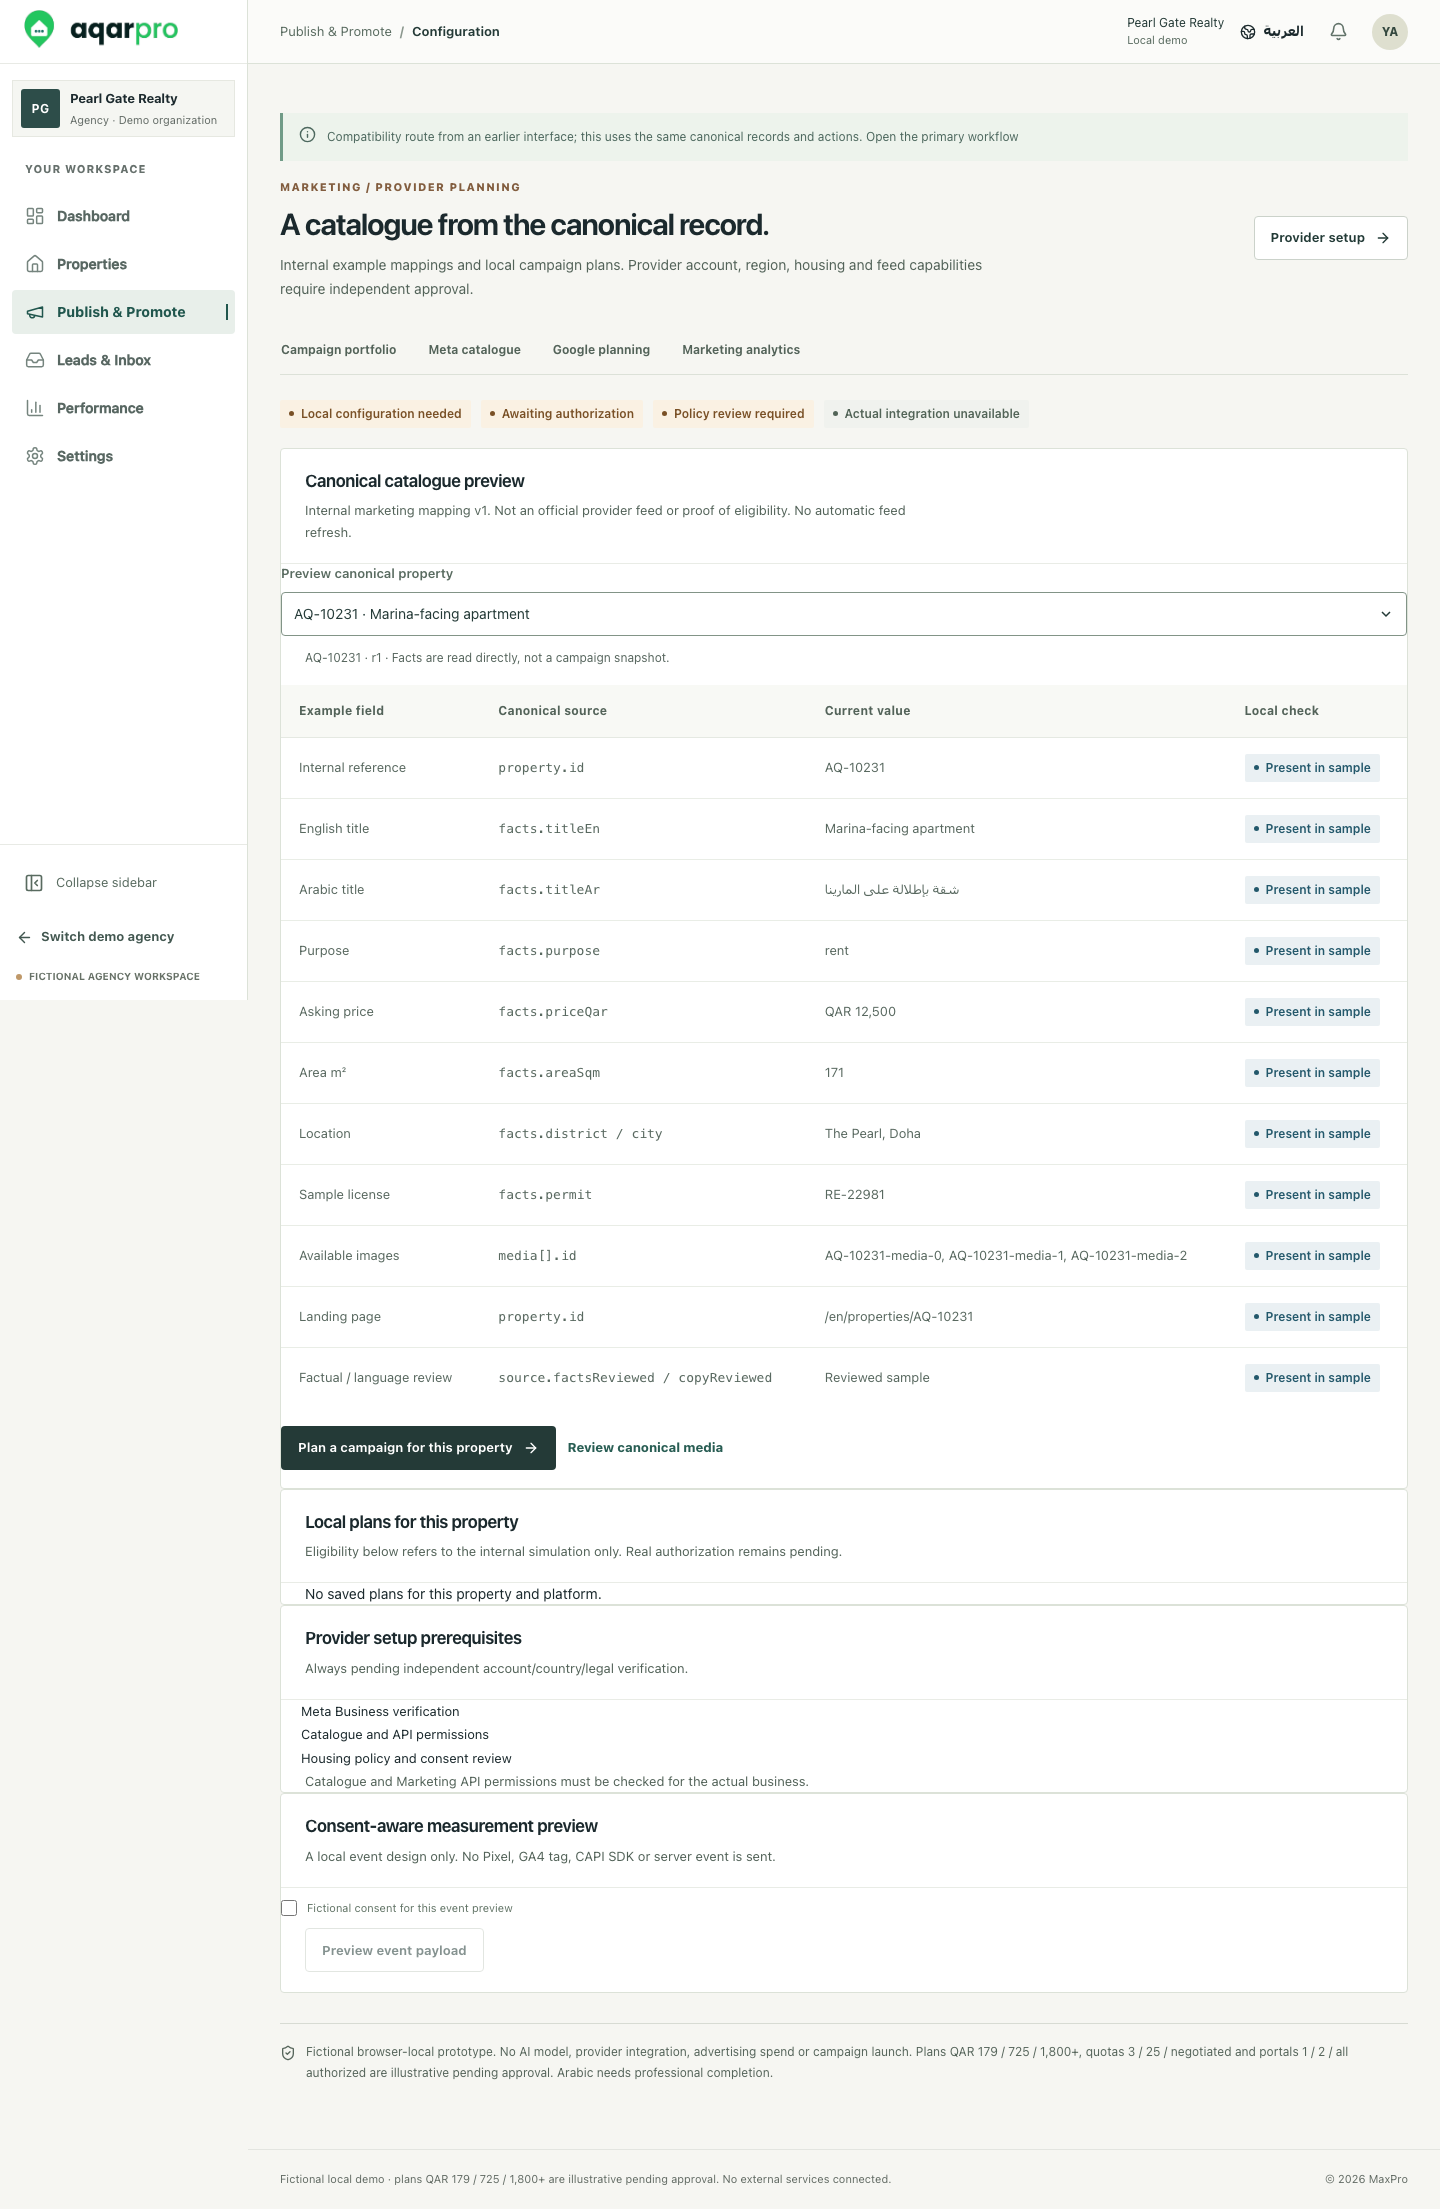 aqarpro
Publish & Promote / Configuration
Pearl Gate Realty
Local demo
العربية
YA
PG
Pearl Gate Realty
Agency · Demo organization
YOUR WORKSPACE
Dashboard
Properties
Publish & Promote
Leads & Inbox
Performance
Settings
Collapse sidebar
Switch demo agency
FICTIONAL AGENCY WORKSPACE
Compatibility route from an earlier interface; this uses the same canonical records and actions. Open the primary workflow
MARKETING / PROVIDER PLANNING
A catalogue from the canonical record.
Internal example mappings and local campaign plans. Provider account, region, housing and feed capabilities
require independent approval.
Provider setup
Campaign portfolio Meta catalogue Google planning Marketing analytics
Local configuration needed Awaiting authorization Policy review required Actual integration unavailable
Canonical catalogue preview
Internal marketing mapping v1. Not an official provider feed or proof of eligibility. No automatic feed
refresh.
Preview canonical property
AQ-10231 · Marina-facing apartment
AQ-10231 · r1 · Facts are read directly, not a campaign snapshot.
Example field Canonical source Current value Local check
Internal reference property.id AQ-10231 Present in sample
English title facts.titleEn Marina-facing apartment Present in sample
Arabic title facts.titleAr شقة بإطلالة على المارينا Present in sample
Purpose facts.purpose rent Present in sample
Asking price facts.priceQar QAR 12,500 Present in sample
Area m² facts.areaSqm 171 Present in sample
Location facts.district / city The Pearl, Doha Present in sample
Sample license facts.permit RE-22981 Present in sample
Available images media[].id AQ-10231-media-0, AQ-10231-media-1, AQ-10231-media-2 Present in sample
Landing page property.id /en/properties/AQ-10231 Present in sample
Factual / language review source.factsReviewed / copyReviewed Reviewed sample Present in sample
Plan a campaign for this property Review canonical media
Local plans for this property
Eligibility below refers to the internal simulation only. Real authorization remains pending.
No saved plans for this property and platform.
Provider setup prerequisites
Always pending independent account/country/legal verification.
Meta Business verification
Catalogue and API permissions
Housing policy and consent review
Catalogue and Marketing API permissions must be checked for the actual business.
Consent-aware measurement preview
A local event design only. No Pixel, GA4 tag, CAPI SDK or server event is sent.
Fictional consent for this event preview
Preview event payload
Fictional browser-local prototype. No AI model, provider integration, advertising spend or campaign launch. Plans QAR 179 / 725 / 1,800+, quotas 3 / 25 / negotiated and portals 1 / 2 / all
authorized are illustrative pending approval. Arabic needs professional completion.
Fictional local demo · plans QAR 179 / 725 / 1,800+ are illustrative pending approval. No external services connected.
© 2026 MaxPro